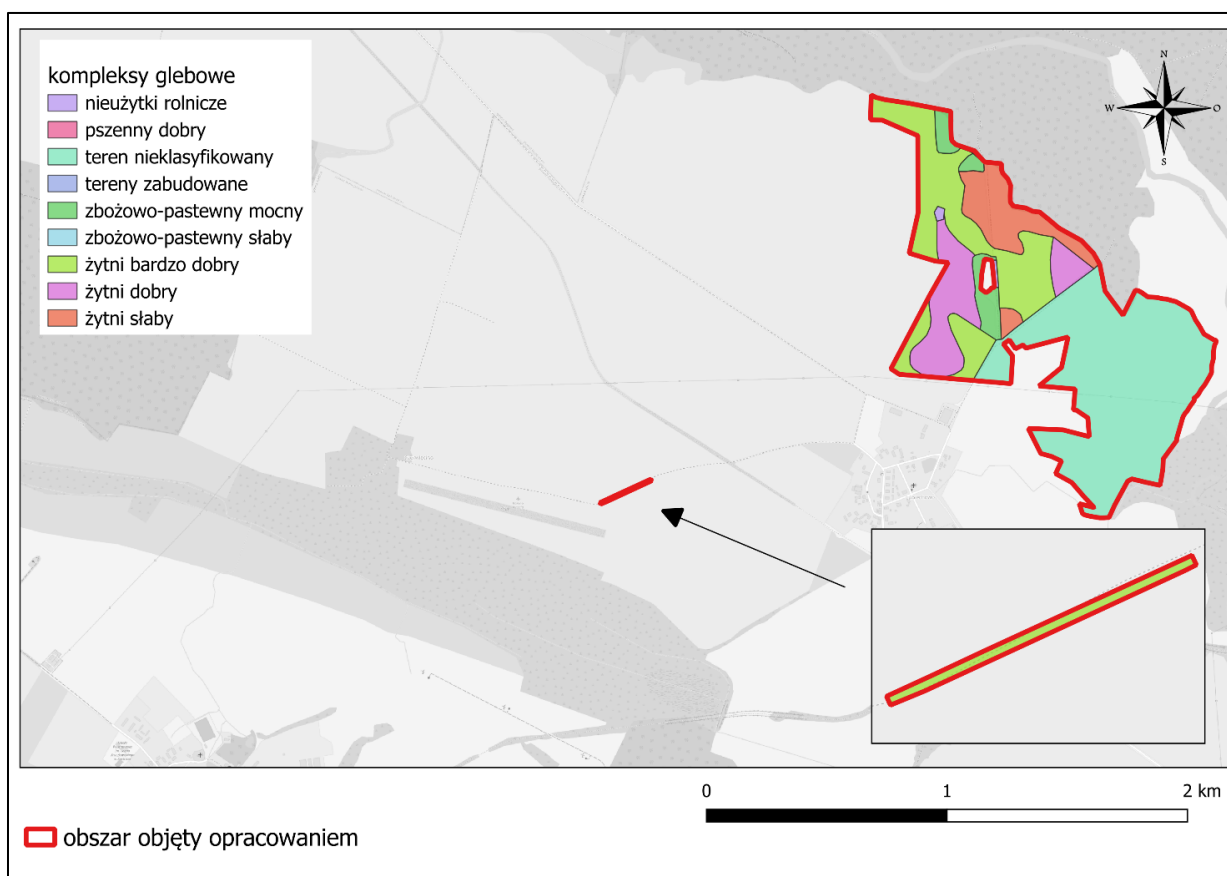 kompleksy glebowe
nieużytki rolnicze
pszenny dobry
teren nieklasyfikowany
tereny zabudowane
zbożowo-pastewny mocny
zbożowo-pastewny słaby
żytni bardzo dobry
żytni dobry
żytni słaby
N
W
O
S
0
1
2 km
obszar objęty opracowaniem